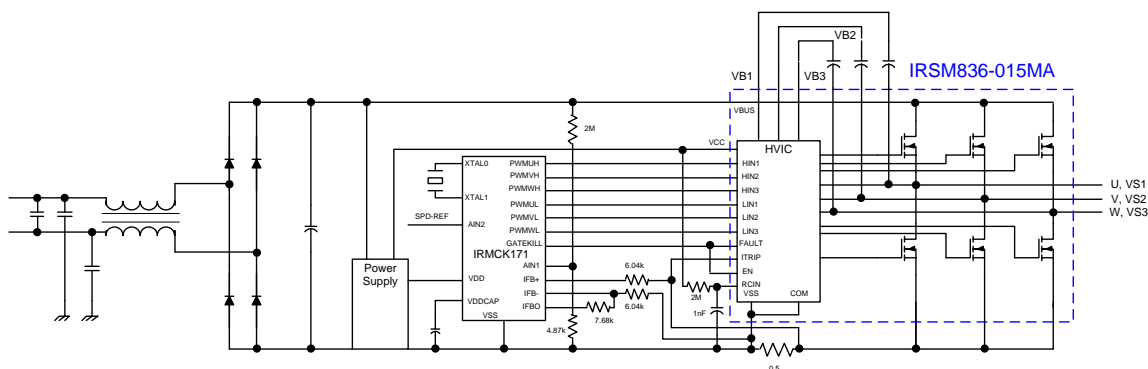 VB2
VB1
VB3
IRSM836-015MA
VBUS
2M
VCC
HVIC
XTAL0
PWMUH
HIN1
PWMVH
HIN2
XTAL1
PWMWH
HIN3
U, VS1
PWMUL
LIN1
V, VS2
SPD-REF
AIN2
PWMVL
LIN2
W, VS3
PWMWL
LIN3
GATEKILL
FAULT
IRMCK171
Power
Supply
AIN1
6.04k
ITRIP
VDD
IFB+
EN
IFB-
2M
RCIN
VDDCAP
IFBO
6.04k
VSS
COM
VSS
7.68k
1nF
4.87k
0.5